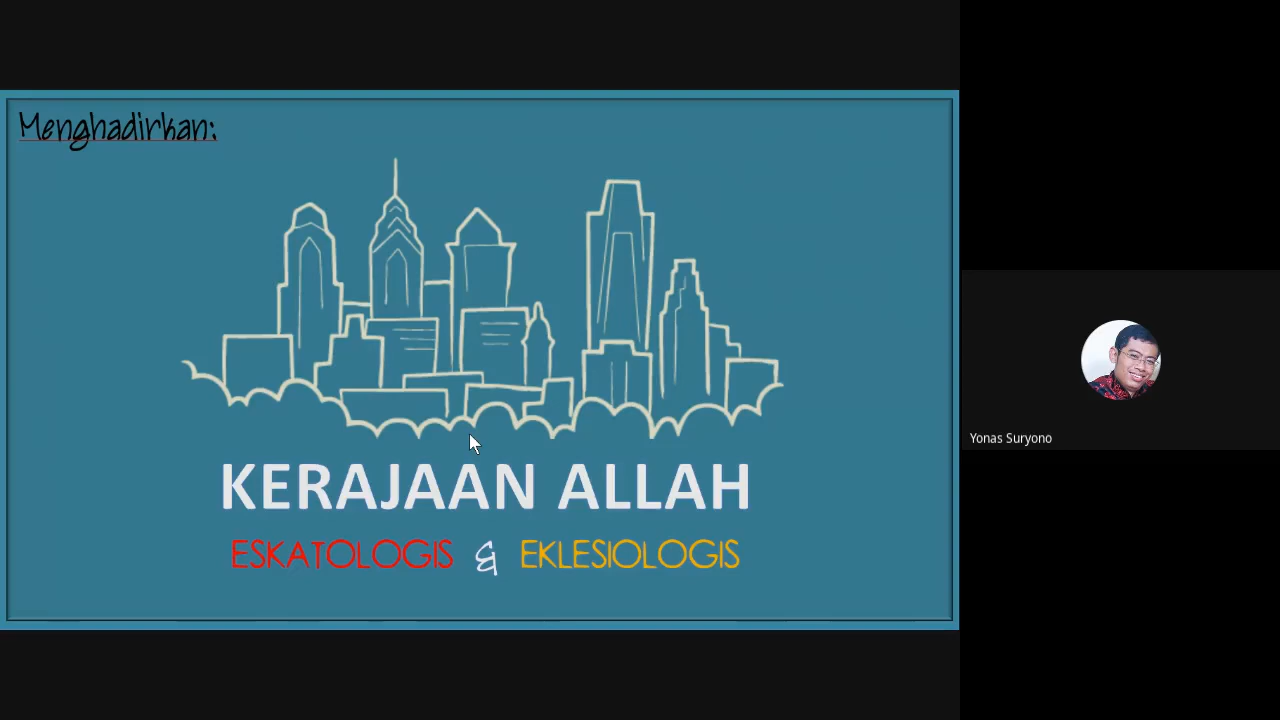 Menghadirkan:
KERAJAAN ALLAH
ESKATOLOGIS & EKLESIOLOGIS
Yonas Suryono